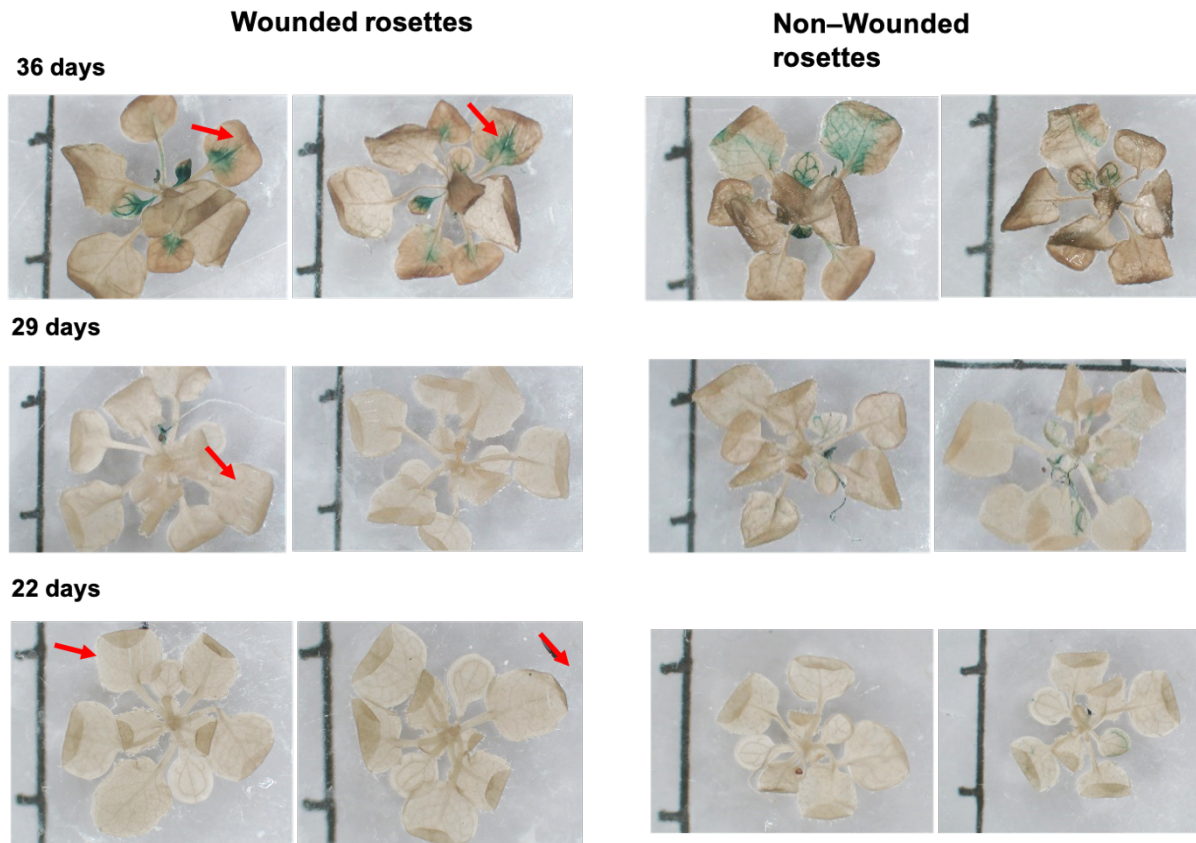 Wounded rosettes
Non–Wounded
rosettes
36 days
29 days
22 days